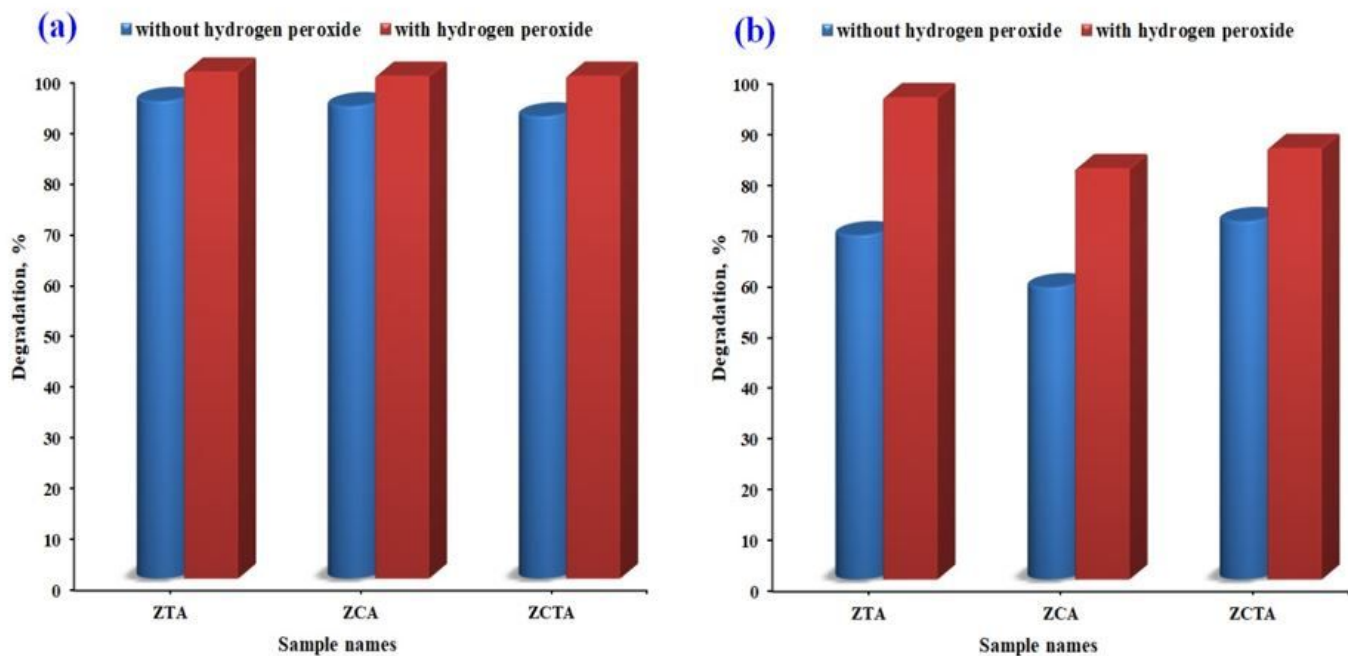 (a)
without hydrogen peroxide with hydrogen peroxide
100
90
80
70
60
50
40
30
20
10
0
Degradation, %
ZTA ZCA ZCTA
Sample names
(b)
without hydrogen peroxide with hydrogen peroxide
100
90
80
70
60
50
40
30
20
10
0
Degradation, %
ZTA ZCA ZCTA
Sample names